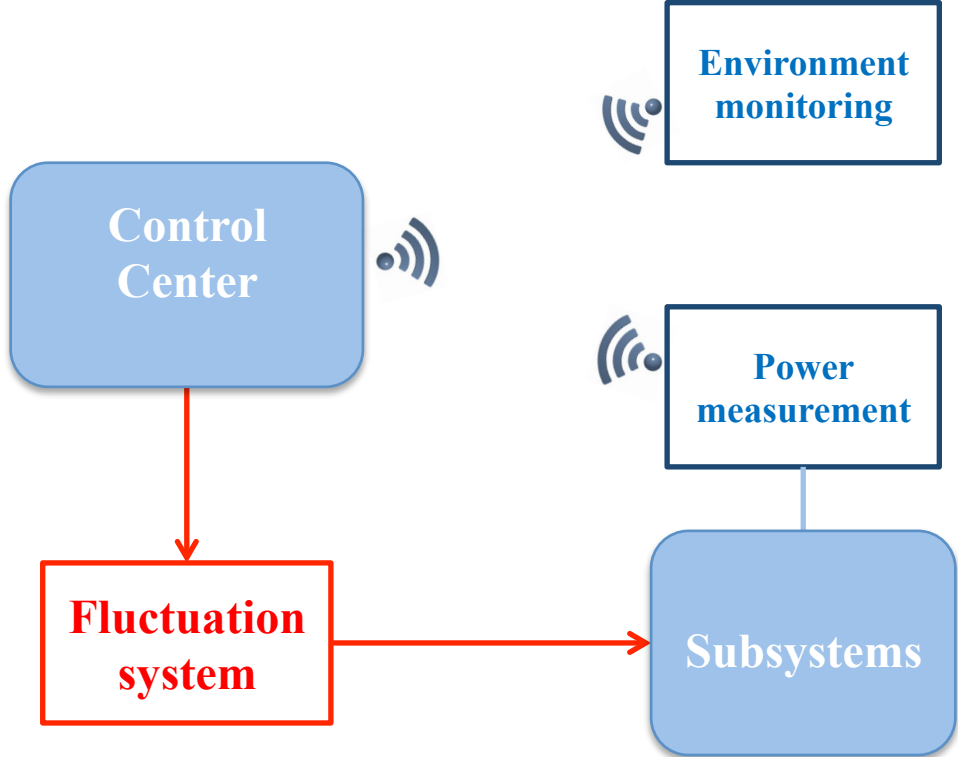 Environment
monitoring
Control
Center
Power
measurement
Fluctuation
system
Subsystems